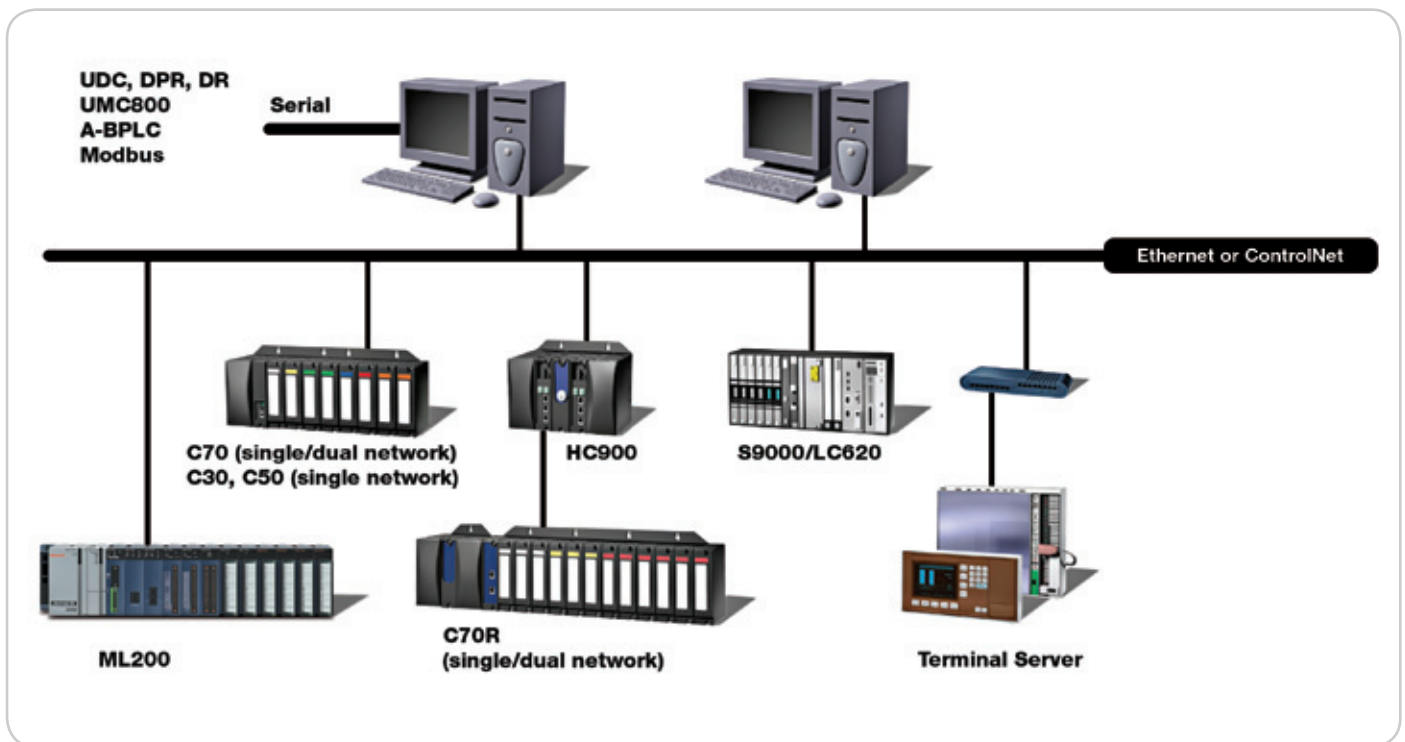 UDC, DPR, DR
UMC800
A-BPLC
Modbus
Serial
Ethernet or ControlNet
C70 (single/dual network)
C30, C50 (single network)
HC900
S9000/LC620
ML200
C70R
(single/dual network)
Terminal Server